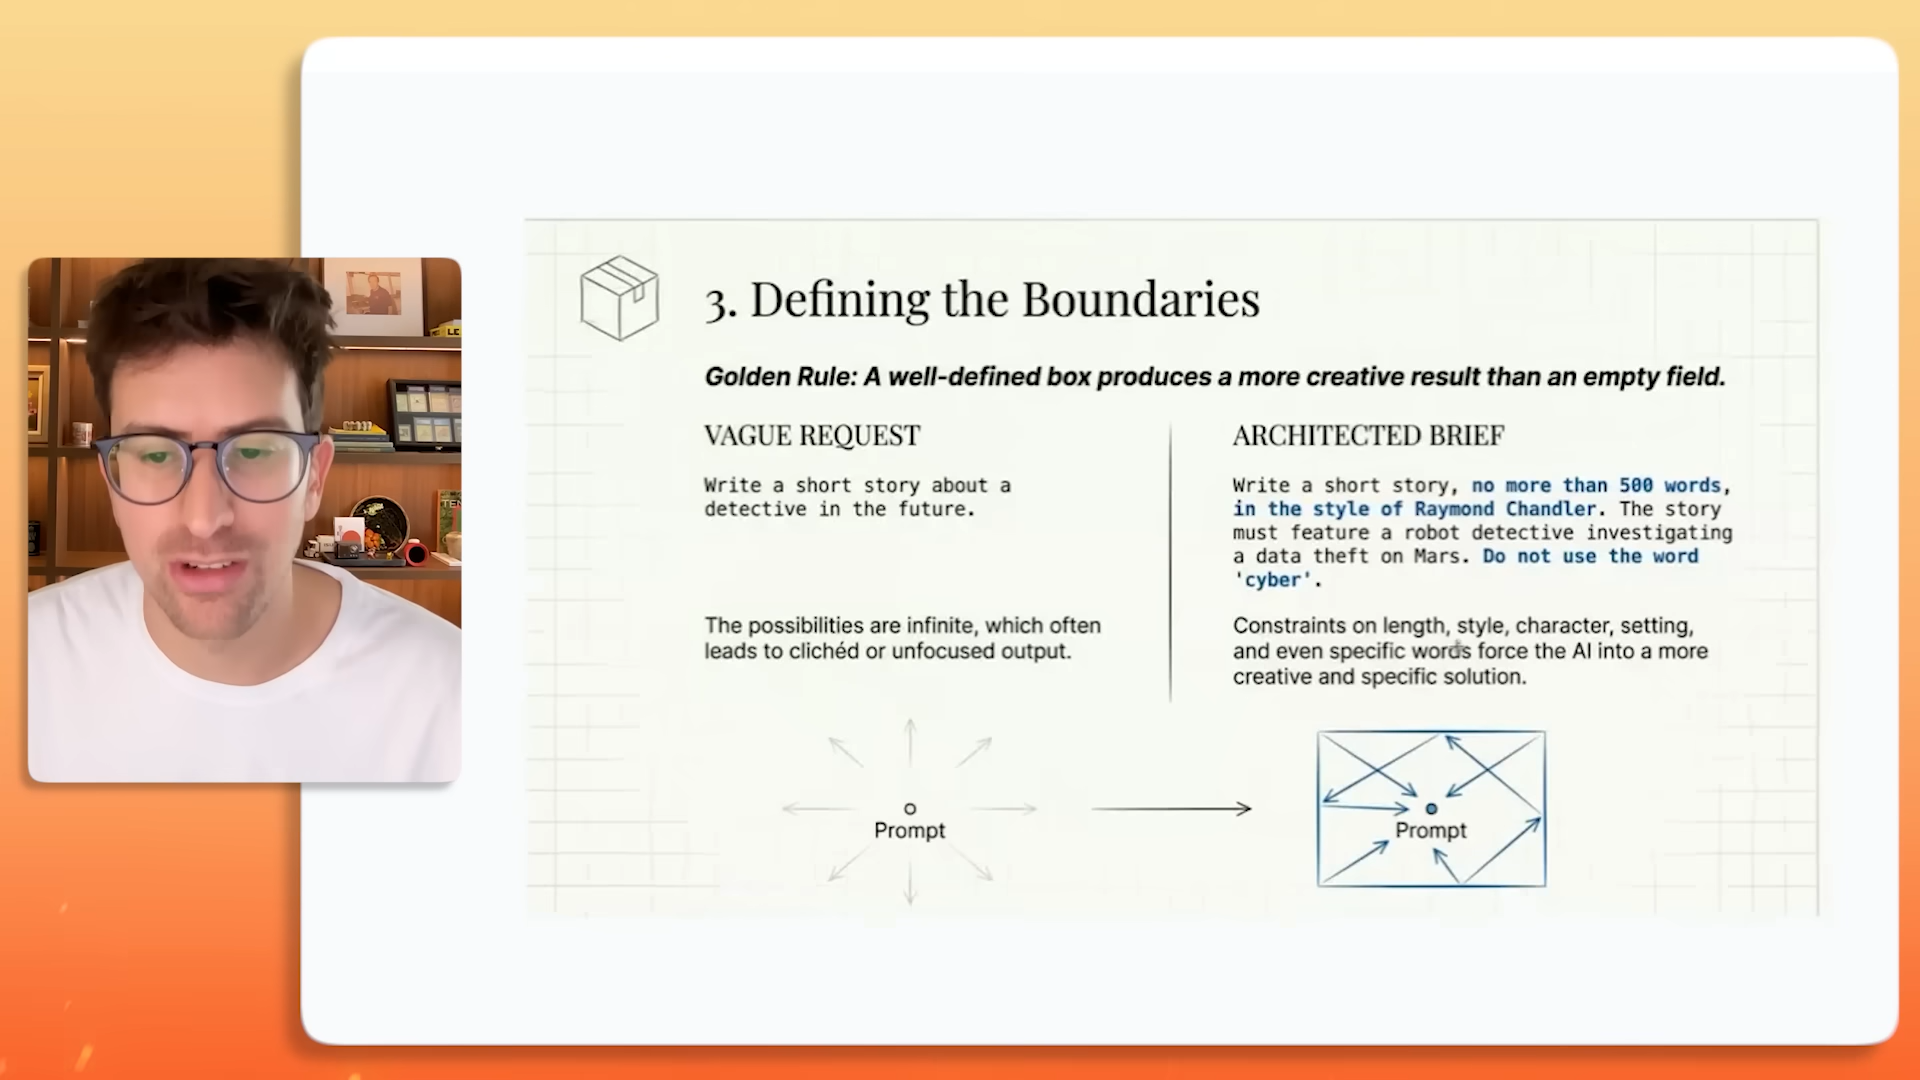 3. Defining the Boundaries
Golden Rule: A well-defined box produces a more creative result than an empty field.
VAGUE REQUEST
Write a short story about a
detective in the future.
The possibilities are infinite, which often
leads to clichéd or unfocused output.
ARCHITECTED BRIEF
Write a short story, no more than 500 words,
in the style of Raymond Chandler. The story
must feature a robot detective investigating
a data theft on Mars. Do not use the word
'cyber'.
Constraints on length, style, character, setting,
and even specific words force the AI into a more
creative and specific solution.
Prompt
Prompt